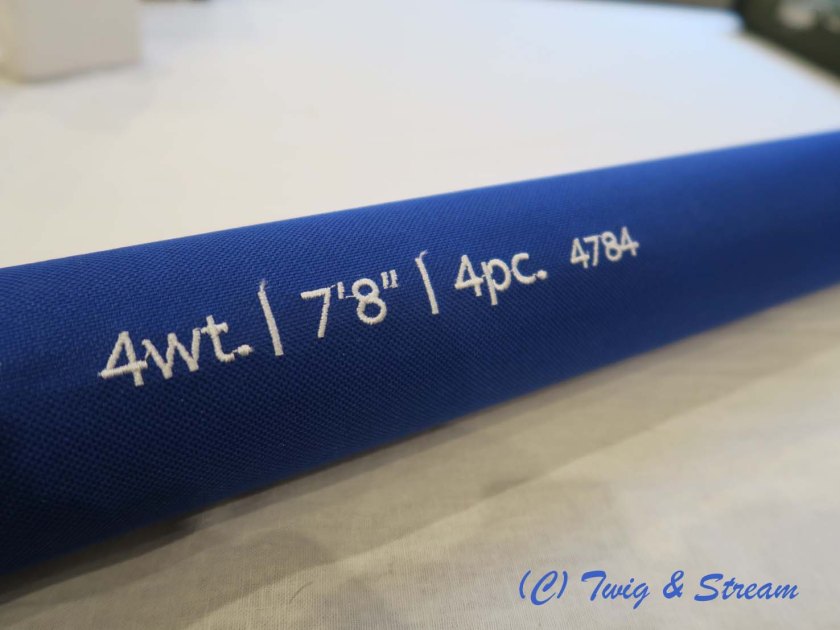 4wt. | 7'8" | 4pc. 4784
(C) Twig & Stream